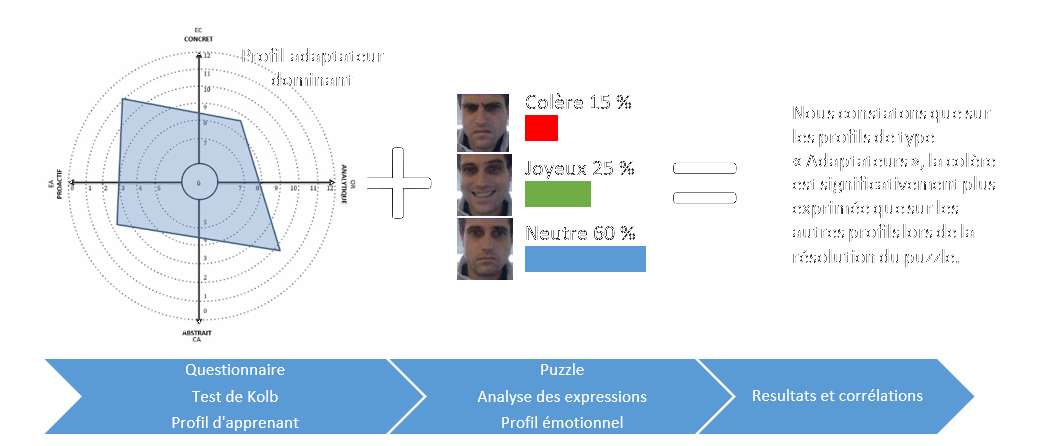 EC
CONCRET
Profil adaptateur
dominant
12
11
10
9
8
7
EA
PROACTIF
0 1 2 3 4 5 6 7 8 9 10 11 12
ANALYTIQUE
OR
5
3
2
1
0
ABSTRAIT
CA
Colère 15 %
Joyeux 25 %
Neutre 60 %
Nous constatons que sur
les profils de type
« Adaptateurs », la colère
est significativement plus
exprimée que sur les
autres profils lors de la
résolution du puzzle.
Questionnaire
Test de Kolb
Profil d'apprenant
Puzzle
Analyse des expressions
Profil émotionnel
Resultats et corrélations